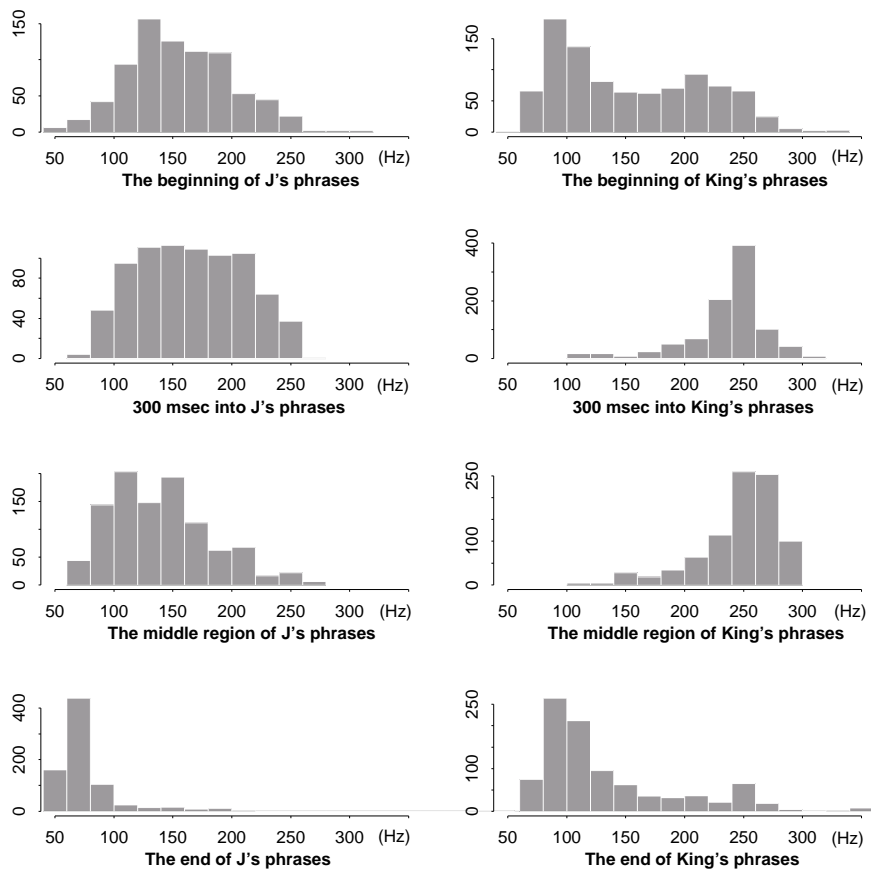 150
50
0
50 100 150 200 250 300 (Hz)
The beginning of J's phrases
150
50
0
50 100 150 200 250 300 (Hz)
The beginning of King's phrases
80
40
0
50 100 150 200 250 300 (Hz)
300 msec into J's phrases
400
200
0
50 100 150 200 250 300 (Hz)
300 msec into King's phrases
150
50
0
50 100 150 200 250 300 (Hz)
The middle region of J's phrases
250
100
0
50 100 150 200 250 300 (Hz)
The middle region of King's phrases
400
200
0
50 100 150 200 250 300 (Hz)
The end of J's phrases
250
100
0
50 100 150 200 250 300 (Hz)
The end of King's phrases